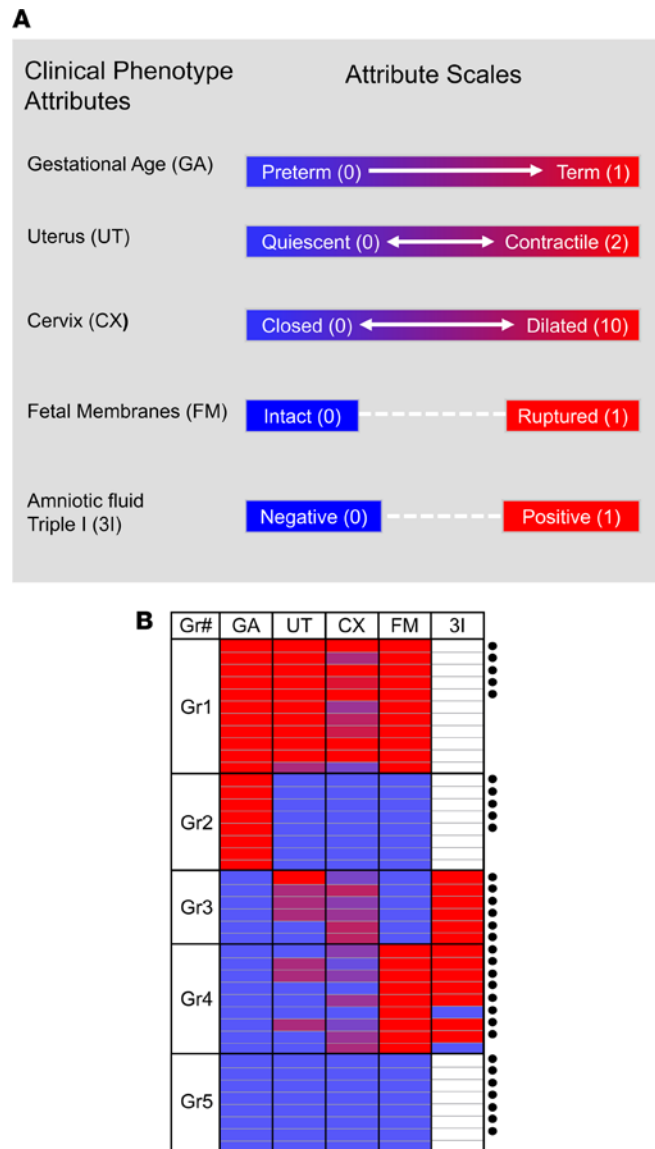 A
Clinical Phenotype Attribute Scales
Attributes
Gestational Age (GA) Preterm (0) Term (1)
Uterus (UT) Quiescent (0) Contractile (2)
Cervix (CX) Closed (0) Dilated (10)
Fetal Membranes (FM) Intact (0) Ruptured (1)
Amniotic fluid
Triple I (3I) Negative (0) Positive (1)
B
Gr# GA UT CX FM 3I
Gr1
Gr2
Gr3
Gr4
Gr5